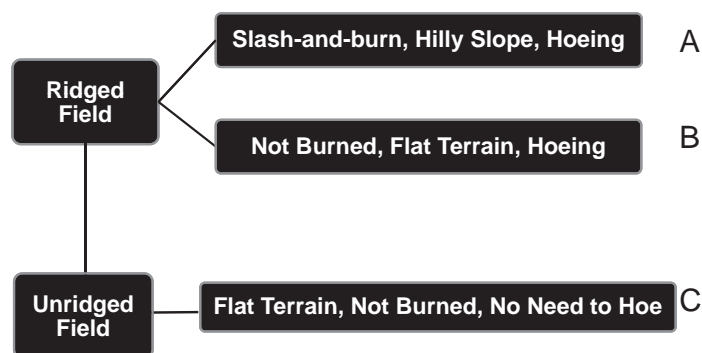 Slash-and-burn, Hilly Slope, Hoeing
A
Ridged
Field
Not Burned, Flat Terrain, Hoeing
B
Unridged
Field
Flat Terrain, Not Burned, No Need to Hoe
C